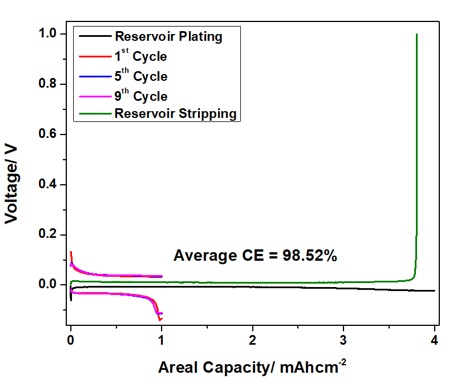 Reservoir Plating
1st Cycle
5th Cycle
9th Cycle
Reservoir Stripping
1.0
0.8
0.6
0.4
0.2
0.0
Voltage/ V
Average CE = 98.52%
0
1
2
3
4
Areal Capacity/ mAhcm-2